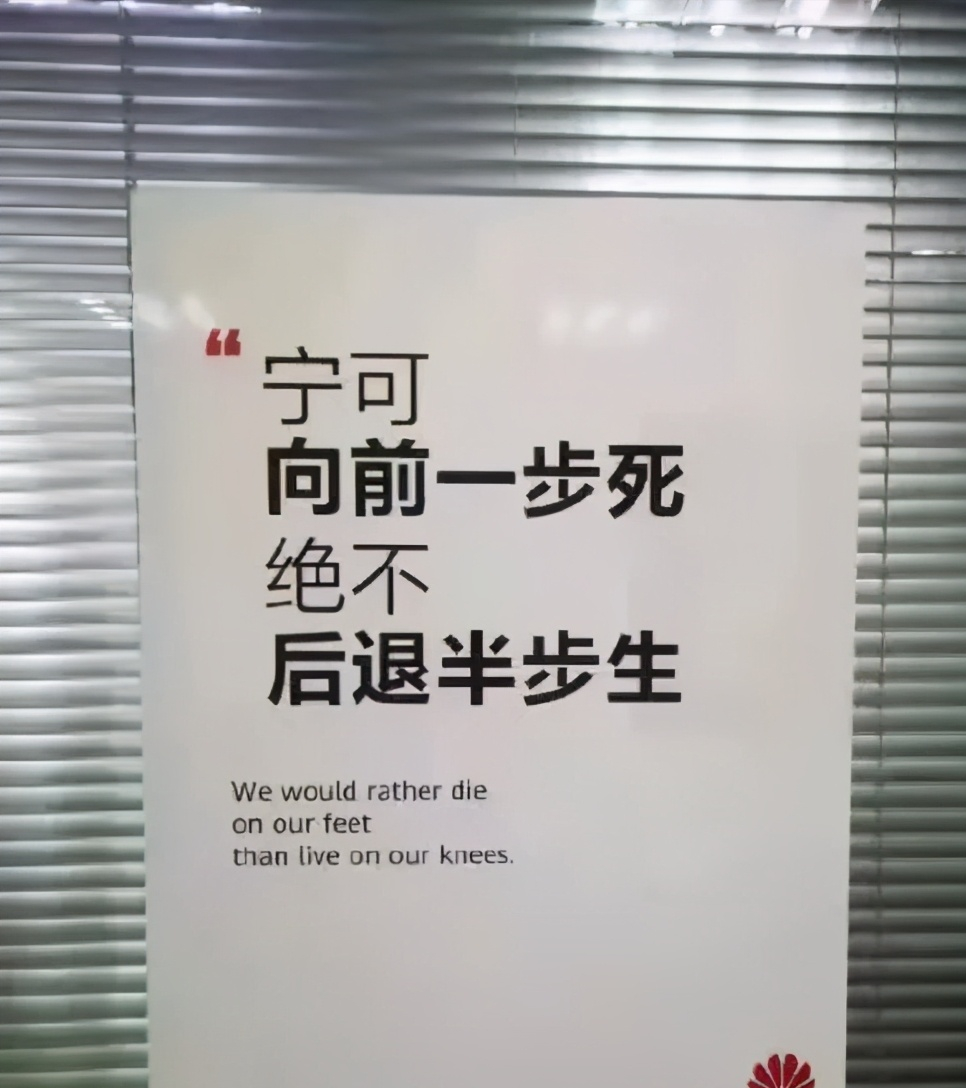 “ 宁可
向前一步死
绝不
后退半步生
We would rather die
on our feet
than live on our knees.